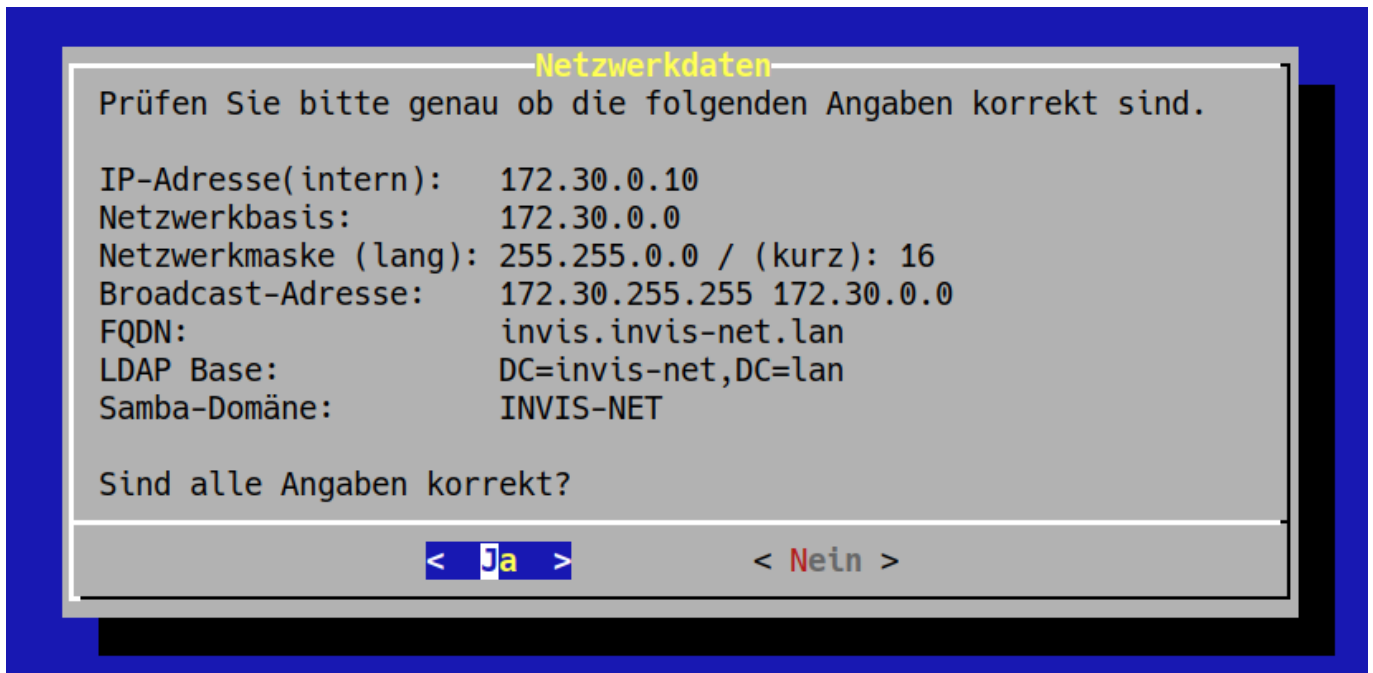 Netzwerkdaten
Prüfen Sie bitte genau ob die folgenden Angaben korrekt sind.
IP-Adresse(intern): 172.30.0.10
Netzwerkbasis: 172.30.0.0
Netzwerkmaske (lang): 255.255.0.0 / (kurz): 16
Broadcast-Adresse: 172.30.255.255 172.30.0.0
FQDN: invis.invis-net.lan
LDAP Base: DC=invis-net,DC=lan
Samba-Domäne: INVIS-NET
Sind alle Angaben korrekt?
< Ja > < Nein >